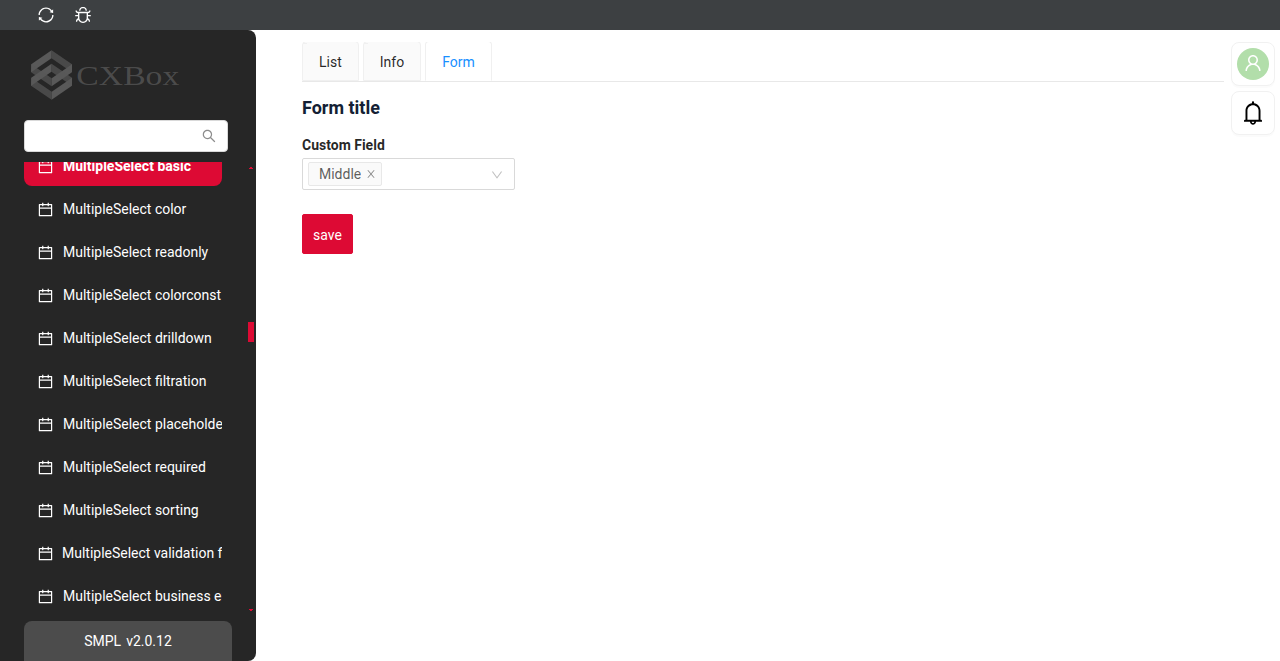 CXBox
MultipleSelect basic
MultipleSelect color
MultipleSelect readonly
MultipleSelect colorconst
MultipleSelect drilldown
MultipleSelect filtration
MultipleSelect placeholde
MultipleSelect required
MultipleSelect sorting
MultipleSelect validation f
MultipleSelect business e
SMPL v2.0.12
List Info Form
Form title
Custom Field
Middle
save